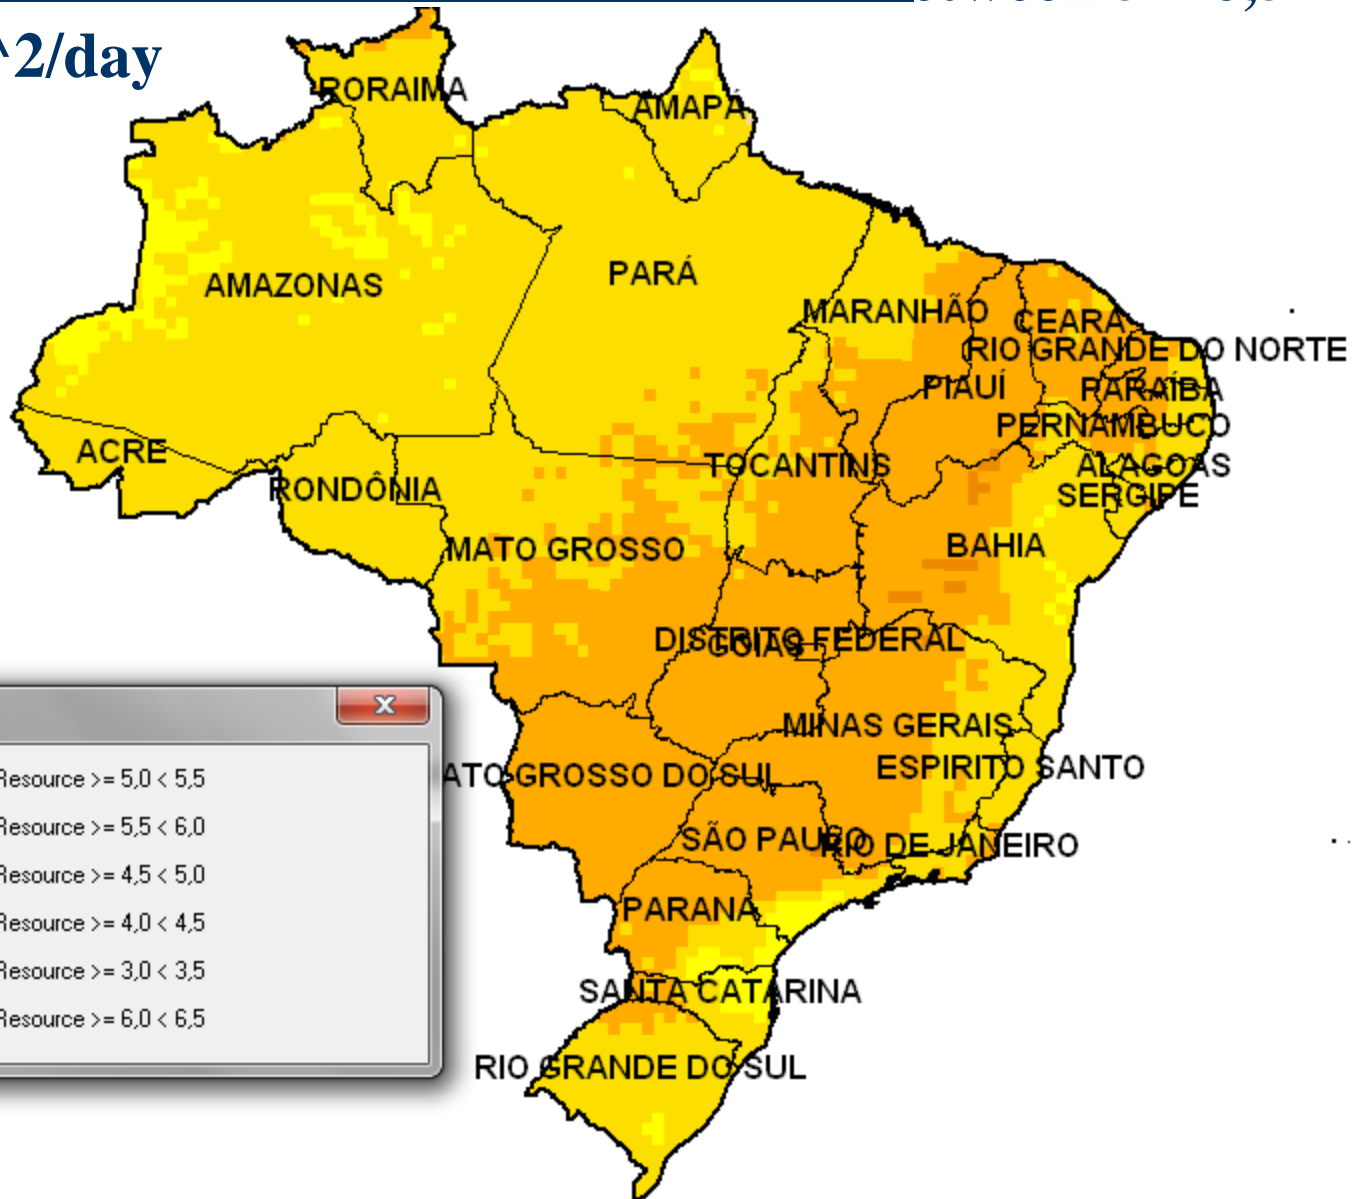 ^2/day
RORAIMA
AMAPÁ
AMAZONAS
PARÁ
MARANHÃO
CEARÁ
RIO GRANDE DO NORTE
PIAUÍ
PARAÍBA
PERNAMBUCO
ACRE
TOCANTINS
ALAGOAS
RONDÔNIA
SERGIPE
MATO GROSSO
BAHIA
DISTRITO FEDERAL
GOIÁS
MINAS GERAIS
ATO GROSSO DO SUL
ESPIRITO SANTO
SÃO PAULO
RIO DE JANEIRO
PARANÁ
SANTA CATARINA
RIO GRANDE DO SUL
Resource >= 5,0 < 5,5
Resource >= 5,5 < 6,0
Resource >= 4,5 < 5,0
Resource >= 4,0 < 4,5
Resource >= 3,0 < 3,5
Resource >= 6,0 < 6,5